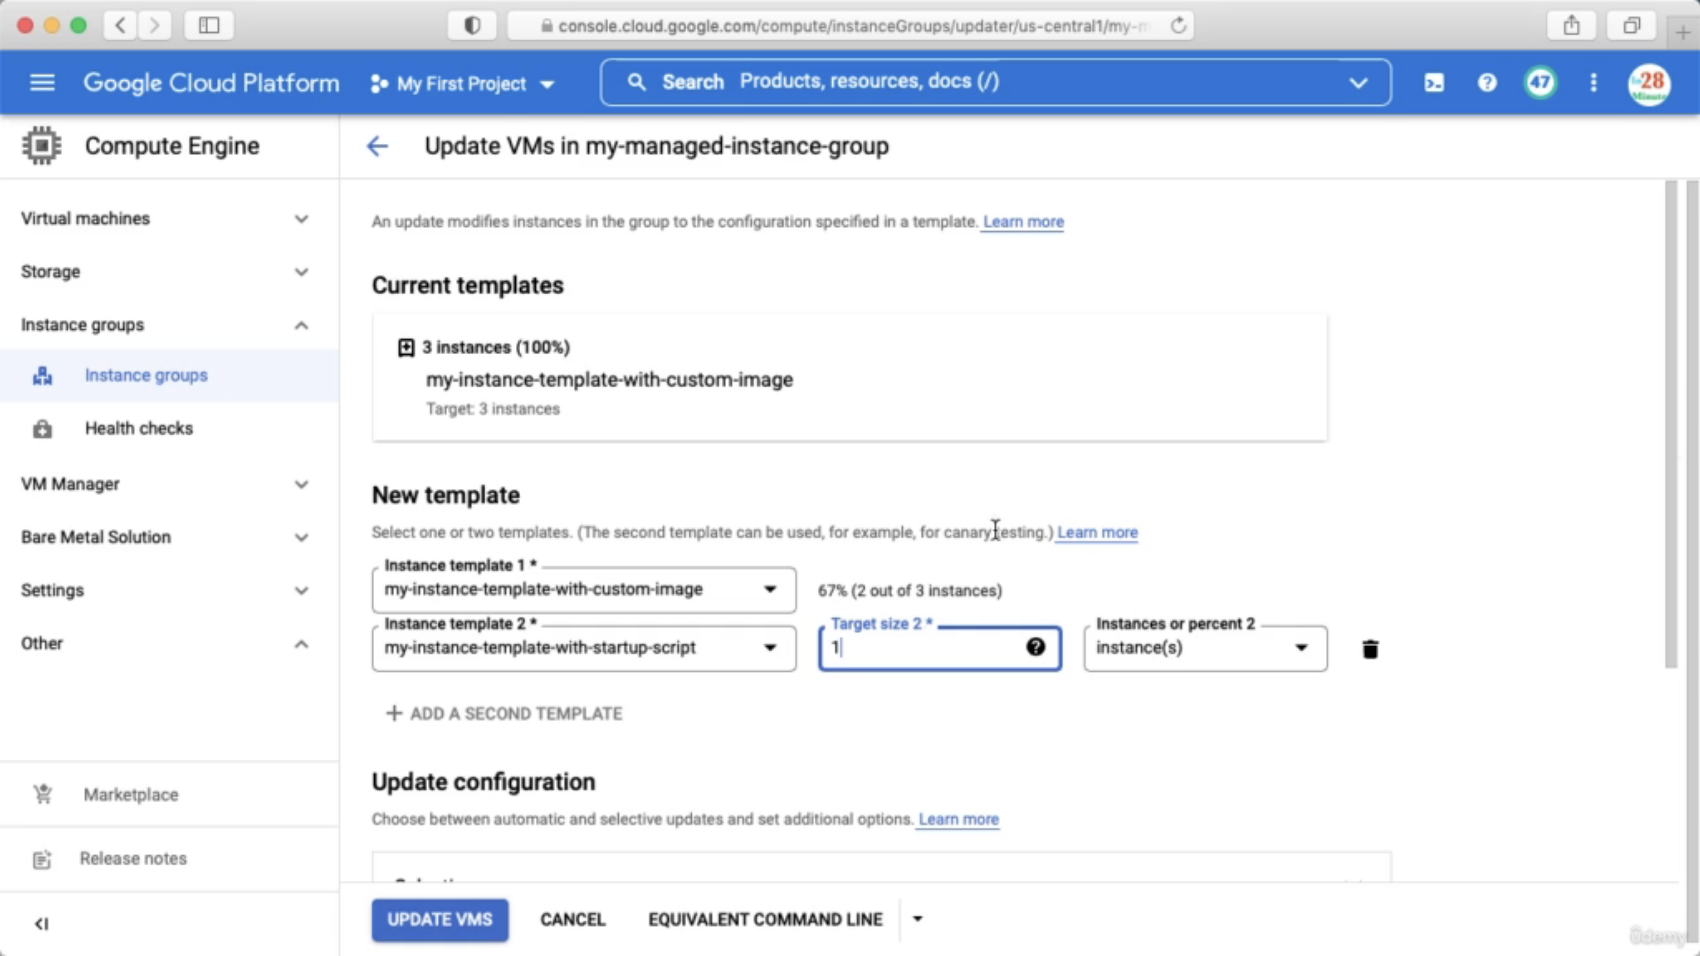 console.cloud.google.com/compute/instanceGroups/updater/us-central1/my-m
Google Cloud Platform
My First Project
Search Products, resources, docs (/)
47
28
Minutes
Compute Engine
Update VMs in my-managed-instance-group
Virtual machines
Storage
Instance groups
Instance groups
Health checks
VM Manager
Bare Metal Solution
Settings
Other
Marketplace
Release notes
An update modifies instances in the group to the configuration specified in a template. Learn more
Current templates
3 instances (100%)
my-instance-template-with-custom-image
Target: 3 instances
New template
Select one or two templates. (The second template can be used, for example, for canary testing.) Learn more
Instance template 1 *
my-instance-template-with-custom-image
67% (2 out of 3 instances)
Instance template 2 *
my-instance-template-with-startup-script
Target size 2 *
1
Instances or percent 2
instance(s)
+ ADD A SECOND TEMPLATE
Update configuration
Choose between automatic and selective updates and set additional options. Learn more
UPDATE VMS
CANCEL
EQUIVALENT COMMAND LINE
ûdemy